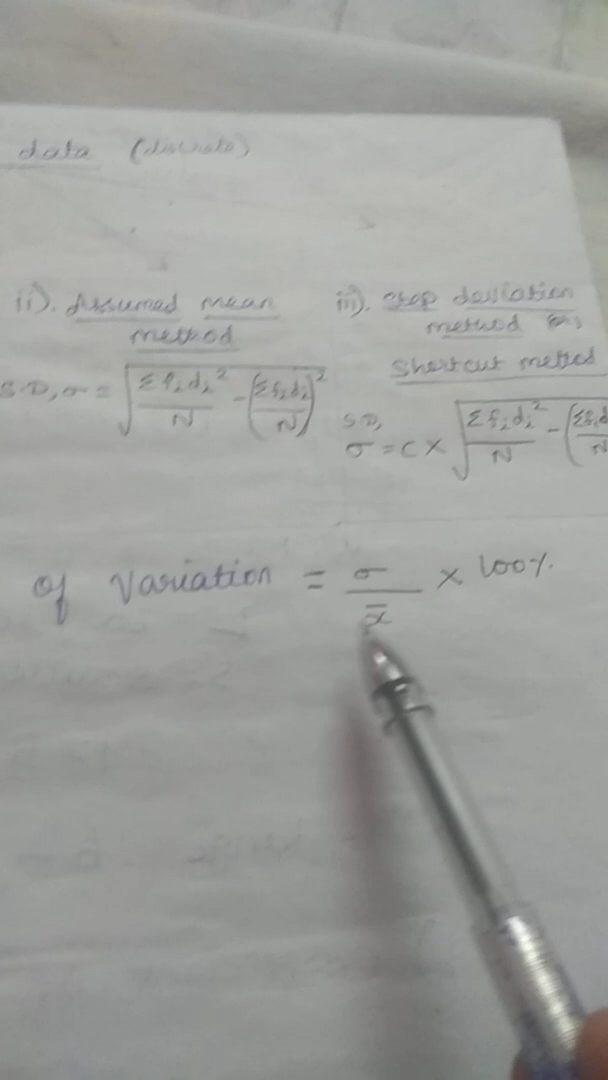 data (discrete)
ii). Assumed mean
method
S.D, σ = √(Σfidi²/N - (Σfidi/N)²)
iii). Step deviation
method (or)
shortcut method
S.D,
σ = C × √(Σfidi²/N - (Σfid/N
of variation = σ/x̄ × 100%.